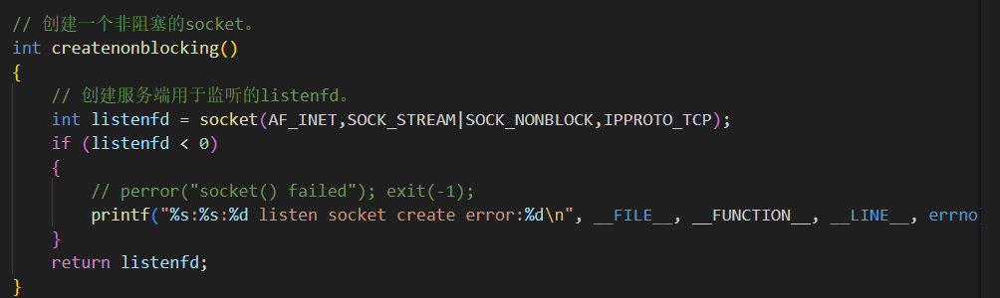 // 创建一个非阻塞的socket。
int createnonblocking()
{
// 创建服务端用于监听的listenfd。
int listenfd = socket(AF_INET,SOCK_STREAM|SOCK_NONBLOCK,IPPROTO_TCP);
if (listenfd < 0)
{
// perror("socket() failed"); exit(-1);
printf("%s:%s:%d listen socket create error:%d\n", __FILE__, __FUNCTION__, __LINE__, errno)
}
return listenfd;
}